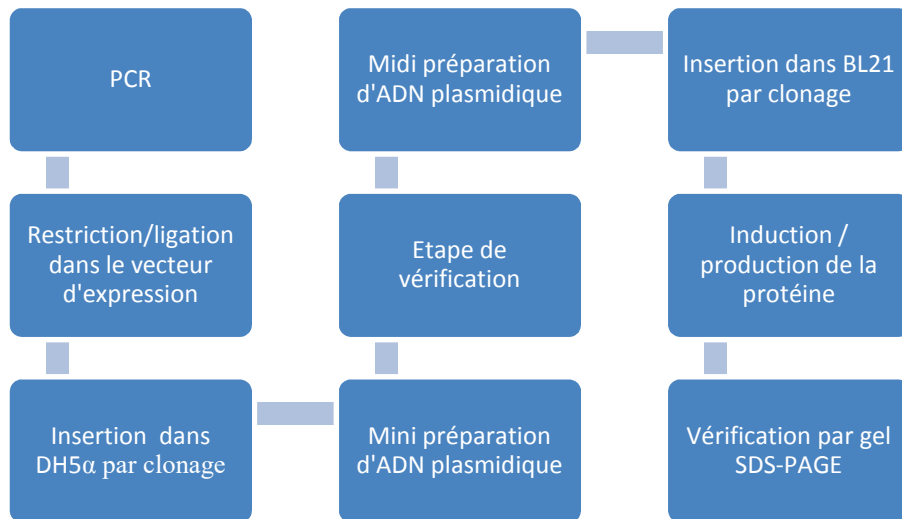 PCR
Restriction/ligation
dans le vecteur
d'expression
Insertion dans
DH5α par clonage
Mini préparation
d'ADN plasmidique
Etape de
vérification
Midi préparation
d'ADN plasmidique
Insertion dans BL21
par clonage
Induction /
production de la
protéine
Vérification par gel
SDS-PAGE